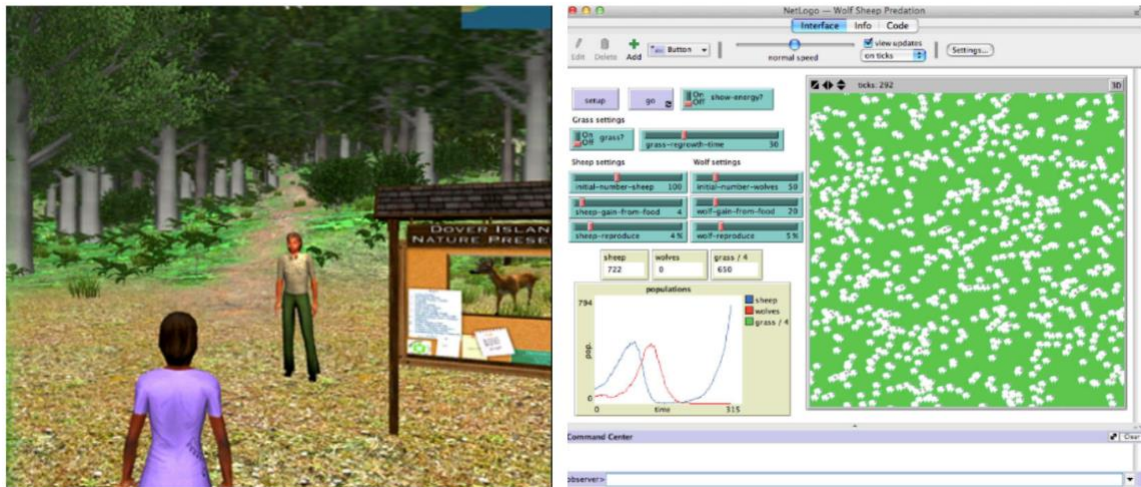 DOVER ISLAN
NATURE PRESE
NetLogo — Wolf Sheep Predation
Interface Info Code
Edit Delete Add Button normal speed view updates on ticks Settings...
ticks: 292 3D
setup go On Off show-energy?
Grass settings
On Off grass? grass-regrowth-time 30
Sheep settings Wolf settings
initial-number-sheep 100 initial-number-wolves 50
sheep-gain-from-food 4 wolf-gain-from-food 20
sheep-reproduce 4% wolf-reproduce 5%
sheep wolves grass / 4
722 0 650
populations
794 sheep
wolves
grass / 4
pop.
0
0 time 315
Command Center Clear
observer>